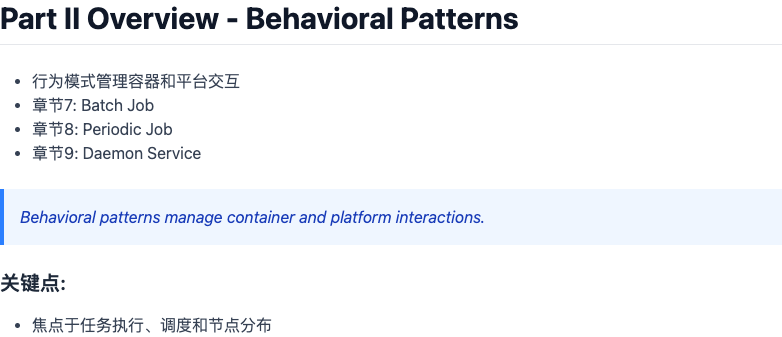 Part II Overview - Behavioral Patterns
行为模式管理容器和平台交互
章节7: Batch Job
章节8: Periodic Job
章节9: Daemon Service
Behavioral patterns manage container and platform interactions.
关键点:
焦点于任务执行、调度和节点分布